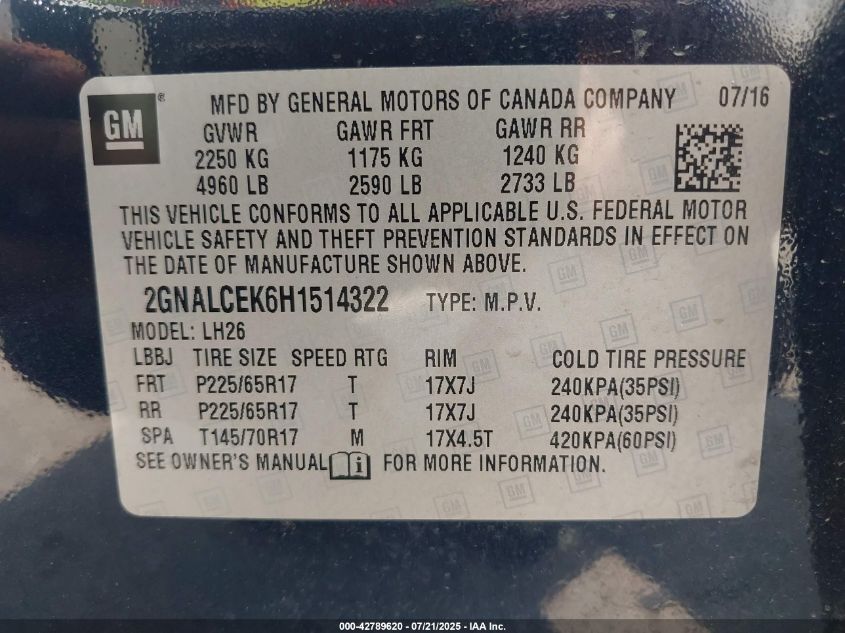 GM ® MFD BY GENERAL MOTORS OF CANADA COMPANY 07/16
GVWR GAWR FRT GAWR RR
2250 KG 1175 KG 1240 KG
4960 LB 2590 LB 2733 LB
THIS VEHICLE CONFORMS TO ALL APPLICABLE U.S. FEDERAL MOTOR
VEHICLE SAFETY AND THEFT PREVENTION STANDARDS IN EFFECT ON
THE DATE OF MANUFACTURE SHOWN ABOVE.
2GNALCEK6H1514322 TYPE: M.P.V.
MODEL: LH26
LBBJ TIRE SIZE SPEED RTG RIM COLD TIRE PRESSURE
FRT P225/65R17 T 17X7J 240KPA(35PSI)
RR P225/65R17 T 17X7J 240KPA(35PSI)
SPA T145/70R17 M 17X4.5T 420KPA(60PSI)
SEE OWNER'S MANUAL FOR MORE INFORMATION.
000-42789620 - 07/21/2025 - IAA Inc.